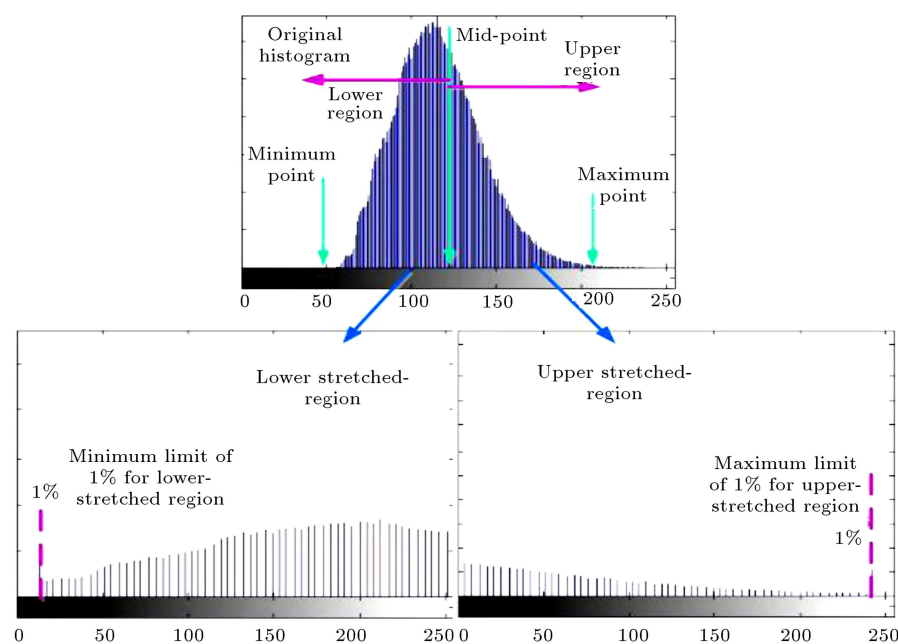 Original
histogram
Mid-point
Upper
region
Lower
region
Minimum
point
Maximum
point
0 50 100 150 200 250
Lower stretched-
region
Minimum limit of
1% for lower-
stretched region
1%
0 50 100 150 200 250
Upper stretched-
region
Maximum limit
of 1% for upper-
stretched region
1%
0 50 100 150 200 250